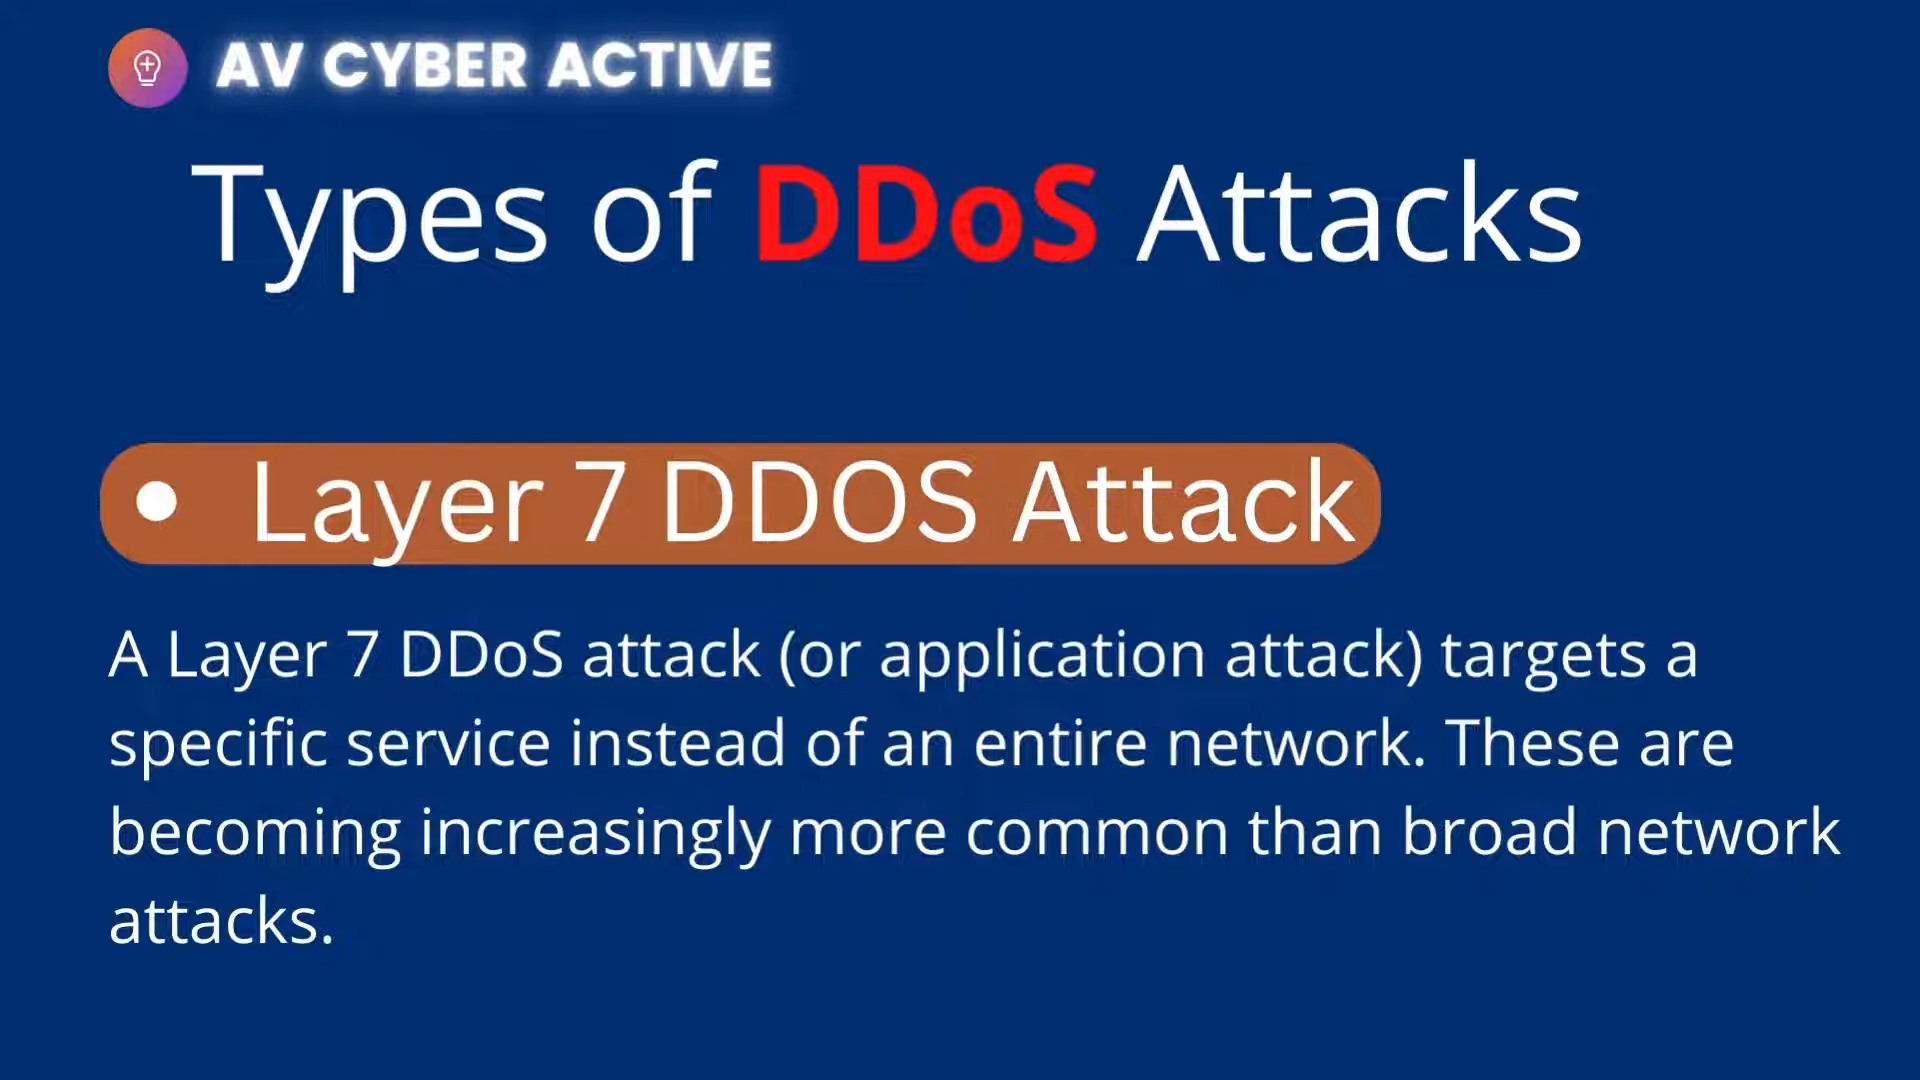 AV CYBER ACTIVE
Types of DDoS Attacks
• Layer 7 DDOS Attack
A Layer 7 DDoS attack (or application attack) targets a
specific service instead of an entire network. These are
becoming increasingly more common than broad network
attacks.